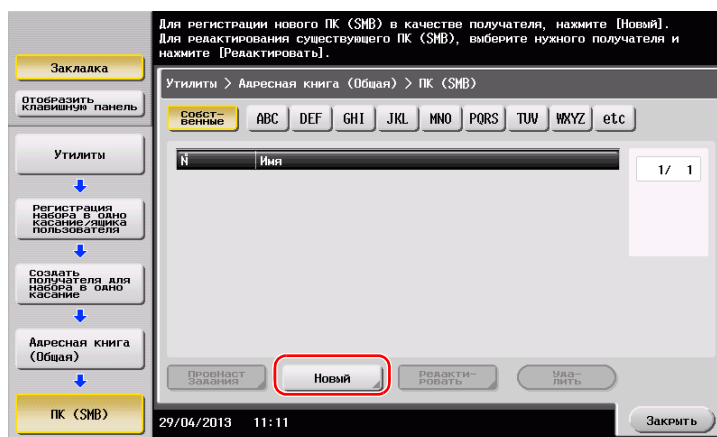 Для регистрации нового ПК (SMB) в качестве получателя, нажмите [Новый].
Для редактирования существующего ПК (SMB), выберите нужного получателя и
нажмите [Редактировать].
Закладка
Отобразить
клавишную панель
Утилиты
Регистрация
набора в одно
касание/ящика
пользователя
Создать
получателя для
набора в одно
касание
Адресная книга
(Общая)
ПК (SMB)
Утилиты > Адресная книга (Общая) > ПК (SMB)
Собст-
венные
ABC DEF GHI JKL MNO PQRS TUV WXYZ etc
N Имя
1/ 1
ПровНаст
Задания
Новый
Редакти-
ровать
Уда-
лить
29/04/2013 11:11
Закрыть